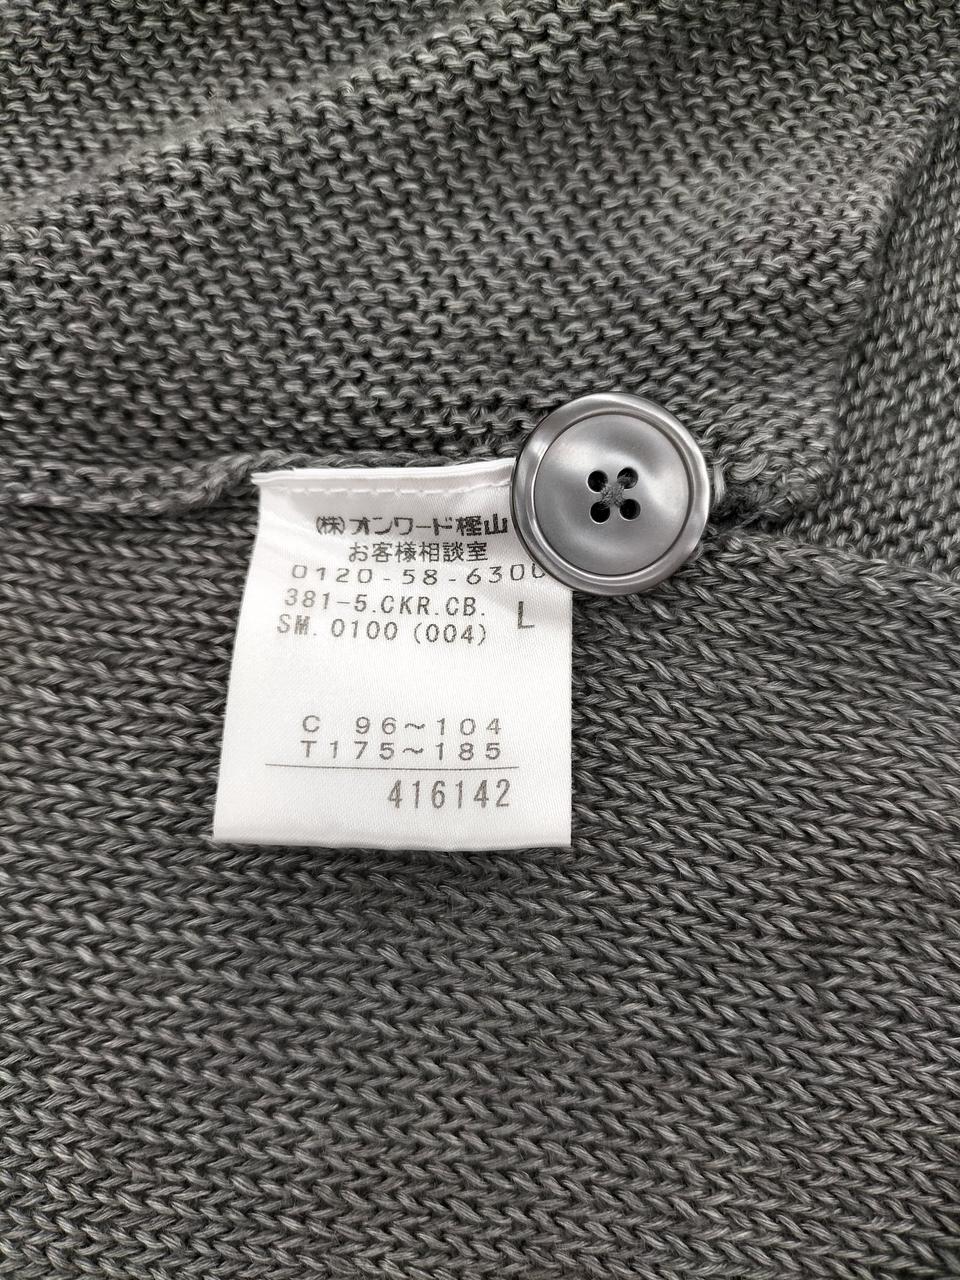 (株)オンワード樫山
お客様相談室
0120-58-6300
381-5.CKR.CB. L
SM.0100 (004)
C 96~104
T175~185
416142